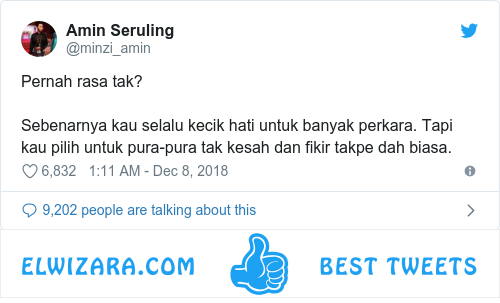 Amin Seruling
@minzi_amin
Pernah rasa tak?
Sebenarnya kau selalu kecik hati untuk banyak perkara. Tapi
kau pilih untuk pura-pura tak kesah dan fikir takpe dah biasa.
6,832 1:11 AM - Dec 8, 2018
9,202 people are talking about this
ELWIZARA.COM BEST TWEETS